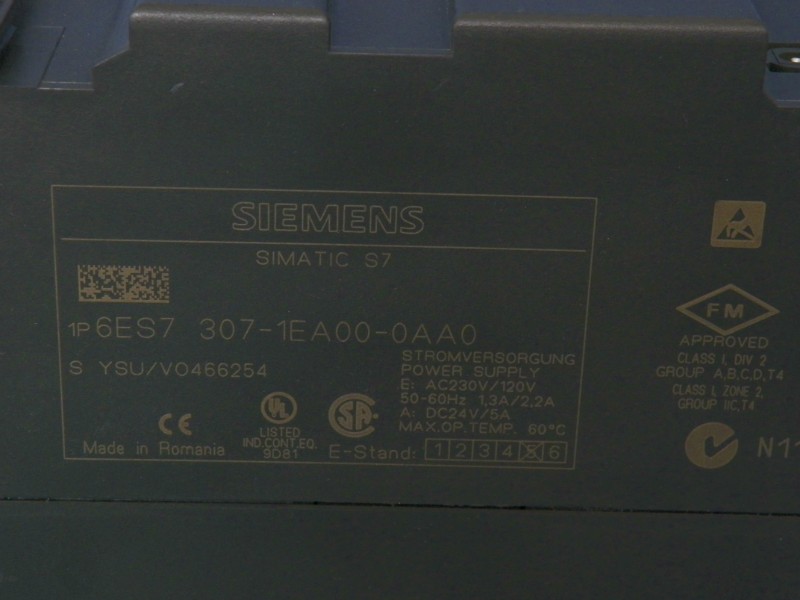 SIEMENS
SIMATIC S7
1P 6ES7 307-1EA00-0AA0
S YSU/V0466254
STROMVERSORGUNG
POWER SUPPLY
E: AC230V/120V
50-60Hz 1,3A/2,2A
A: DC24V/5A
MAX.OP.TEMP. 60°C
CE
Made in Romania
UL
LISTED
IND.CONT.EQ.
9D81
SA
E-Stand: 1 2 3 4 5 6
FM
APPROVED
CLASS I, DIV 2
GROUP A,B,C,D,T4
CLASS I, ZONE 2,
GROUP IIC,T4
N11